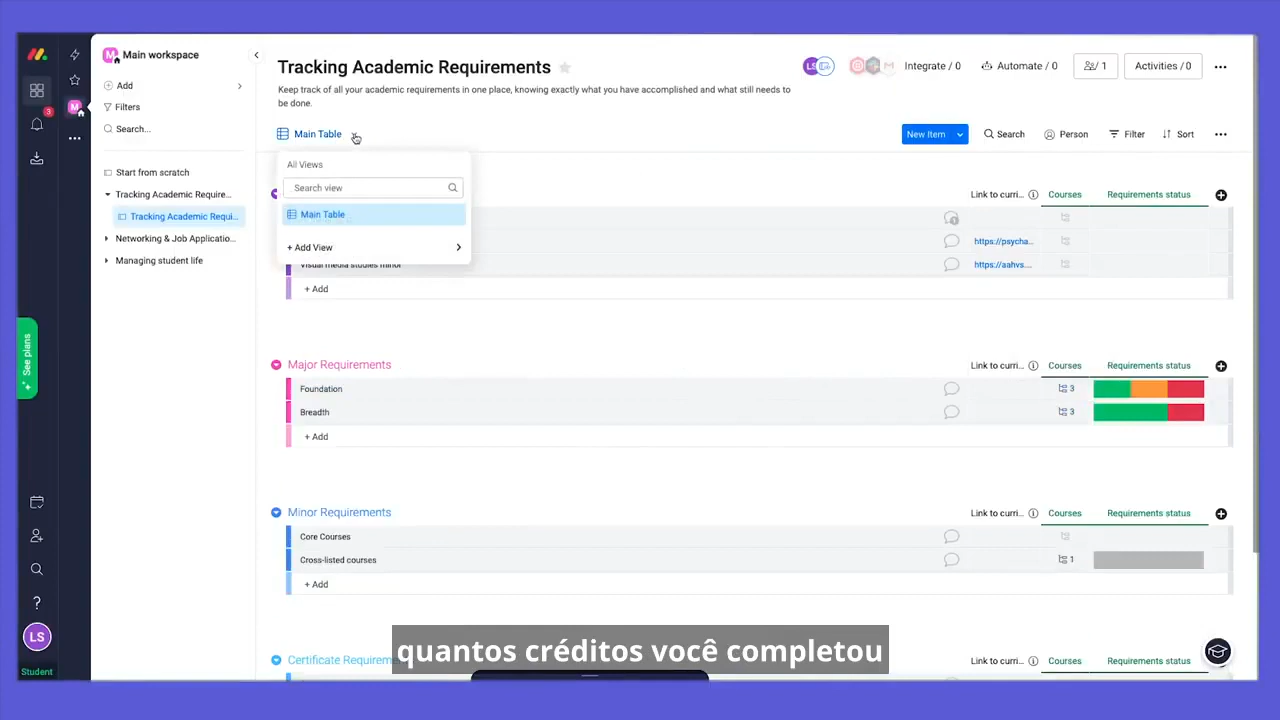 Main workspace
Add
Filters
Search...
Start from scratch
Tracking Academic Require...
Tracking Academic Requi...
Networking & Job Applicatio...
Managing student life
3
M
See plans
LS
Student
Tracking Academic Requirements
Keep track of all your academic requirements in one place, knowing exactly what you have accomplished and what still needs to
be done.
Integrate / 0
Automate / 0
/ 1
Activities / 0
Main Table
New Item
Search
Person
Filter
Sort
All Views
Search view
Main Table
+ Add View
Link to curri...
Courses
Requirements status
https://psycha...
Visual media studies minor
https://aahvs....
+ Add
Major Requirements
Link to curri...
Courses
Requirements status
Foundation
3
Breadth
3
+ Add
Minor Requirements
Link to curri...
Courses
Requirements status
Core Courses
Cross-listed courses
1
+ Add
Link to curri...
Courses
Requirements status
quantos créditos você completou